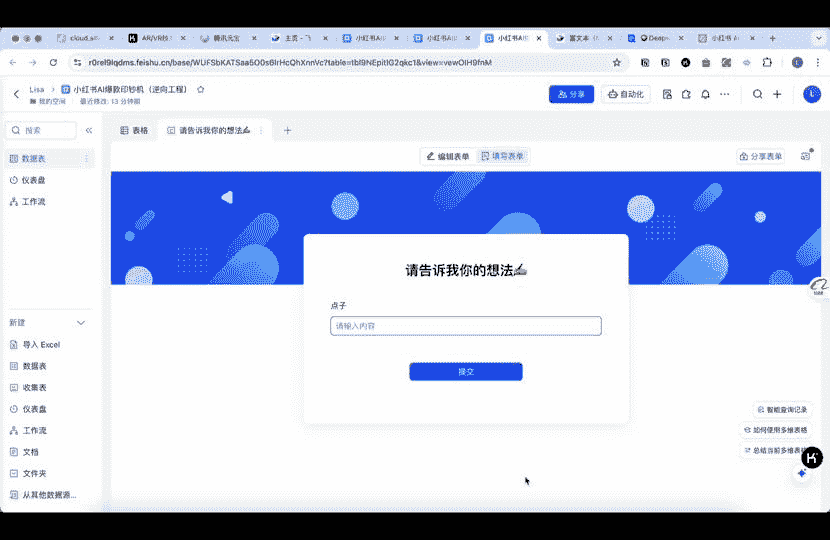 cloud.si
AR/VR技
腾讯元宝
主页 - 飞
小红书AI
小红书AI
小红书AI
富文本（
Deep
小红书 A
r0rel9lqdms.feishu.cn/base/
Lisa
小红书AI爆款印钞机（逆向工程）
我的空间
最近修改: 13 分钟前
分享
自动化
L
搜索
数据表
仪表盘
工作流
表格
请告诉我你的想法✍
编辑表单
填写表单
分享表单
请告诉我你的想法✍
点子
请输入内容
提交
新建
导入 Excel
数据表
收集表
仪表盘
工作流
文档
文件夹
从其他数据源...
智能查询记录
如何使用多维表格
总结当前多维表